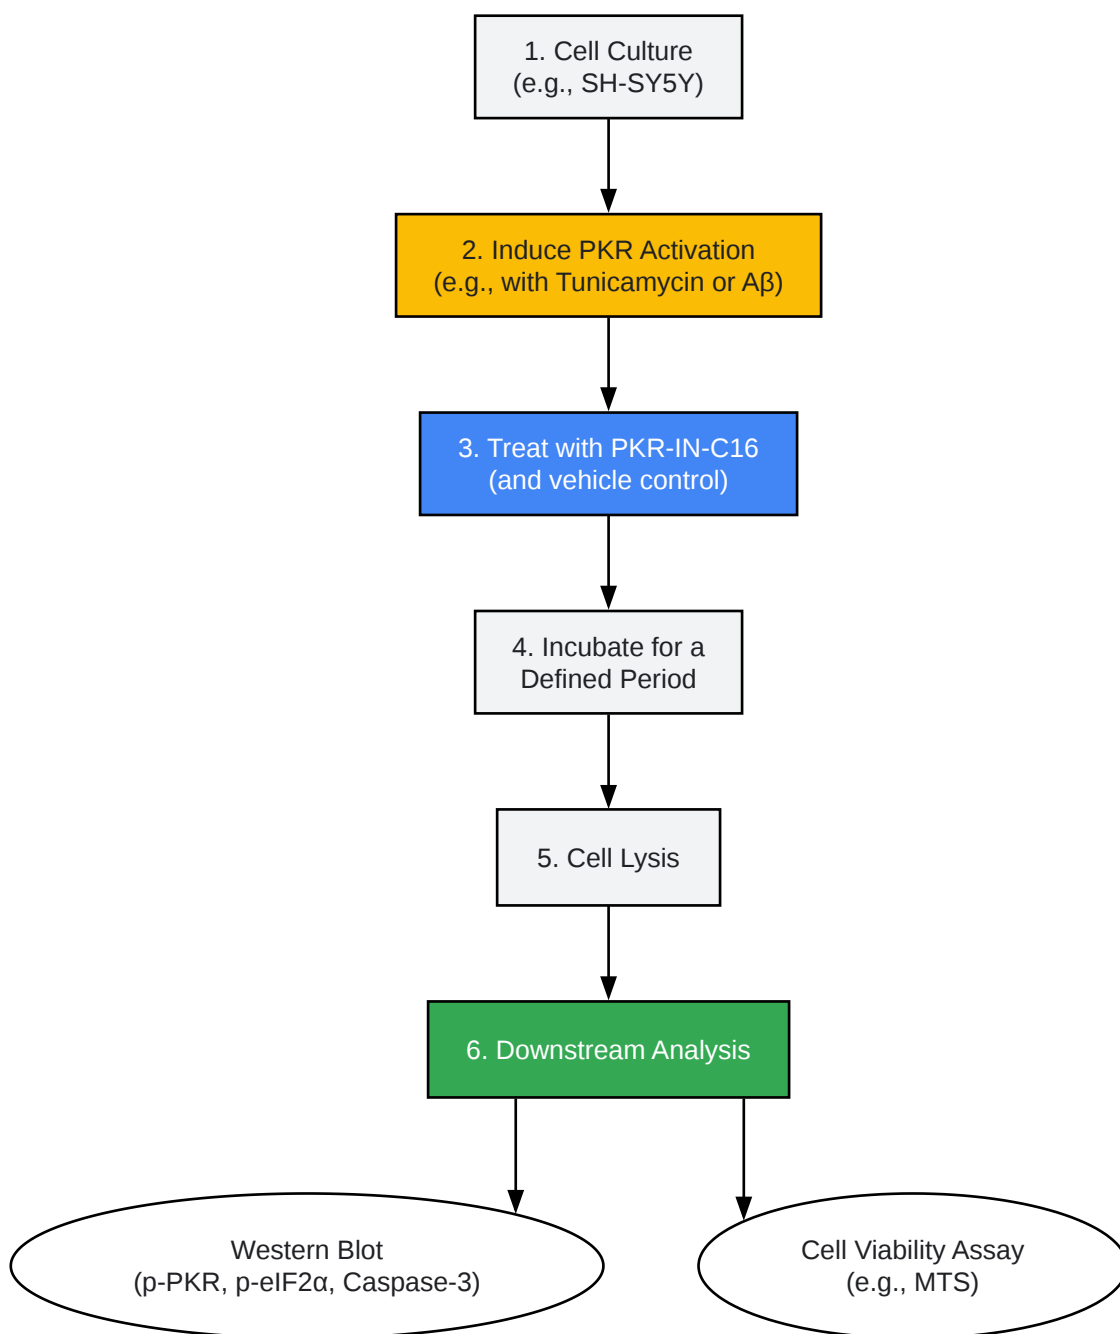 1. Cell Culture
(e.g., SH-SY5Y)
2. Induce PKR Activation
(e.g., with Tunicamycin or Aβ)
3. Treat with PKR-IN-C16
(and vehicle control)
4. Incubate for a
Defined Period
5. Cell Lysis
6. Downstream Analysis
Western Blot
(p-PKR, p-eIF2α, Caspase-3)
Cell Viability Assay
(e.g., MTS)